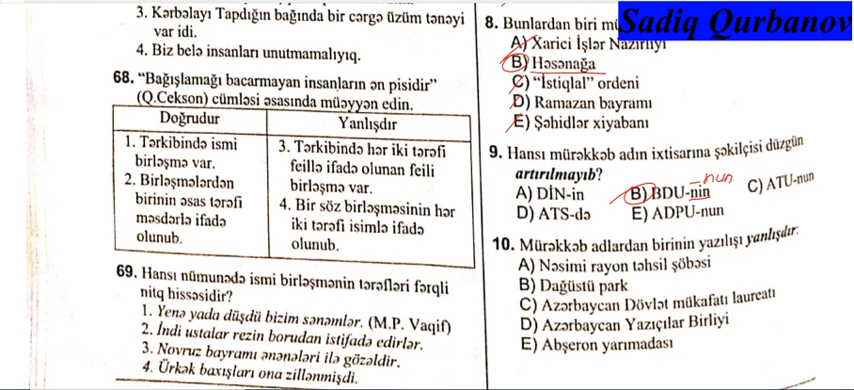 3. Kərbəlayı Tapdığın bağında bir cərgə üzüm tənəyi
var idi.
4. Biz belə insanları unutmamalıyıq.
68. “Bağışlamağı bacarmayan insanların ən pisidir”
(Q.Cekson) cümləsi əsasında müəyyən edin.
Doğrudur
Yanlışdır
1. Tərkibində ismi
birləşmə var.
2. Birləşmələrdən
birinin əsas tərəfi
məsdərlə ifadə
olunub.
3. Tərkibində hər iki tərəfi
feillə ifadə olunan feili
birləşmə var.
4. Bir söz birləşməsinin hər
iki tərəfi isimlə ifadə
olunub.
69. Hansı nümunədə ismi birləşmənin tərəfləri fərqli
nitq hissəsidir?
1. Yenə yada düşdü bizim sənəmlər. (M.P. Vaqif)
2. İndi ustalar rezin borudan istifadə edirlər.
3. Novruz bayramı ənənələri ilə gözəldir.
4. Ürkək baxışları ona zillənmişdi.
Sadiq Qurbanov
8. Bunlardan biri
A) Xarici İşlər Nazirliyi
B) Həsənağa
C) “İstiqlal” ordeni
D) Ramazan bayramı
E) Şəhidlər xiyabanı
9. Hansı mürəkkəb adın ixtisarına şəkilçisi düzgün
artırılmayıb?
nun
A) DİN-in B) BDU-nin C) ATU-nun
D) ATS-də E) ADPU-nun
10. Mürəkkəb adlardan birinin yazılışı yanlışdır:
A) Nəsimi rayon təhsil şöbəsi
B) Dağüstü park
C) Azərbaycan Dövlət mükafatı laureatı
D) Azərbaycan Yazıçılar Birliyi
E) Abşeron yarımadası